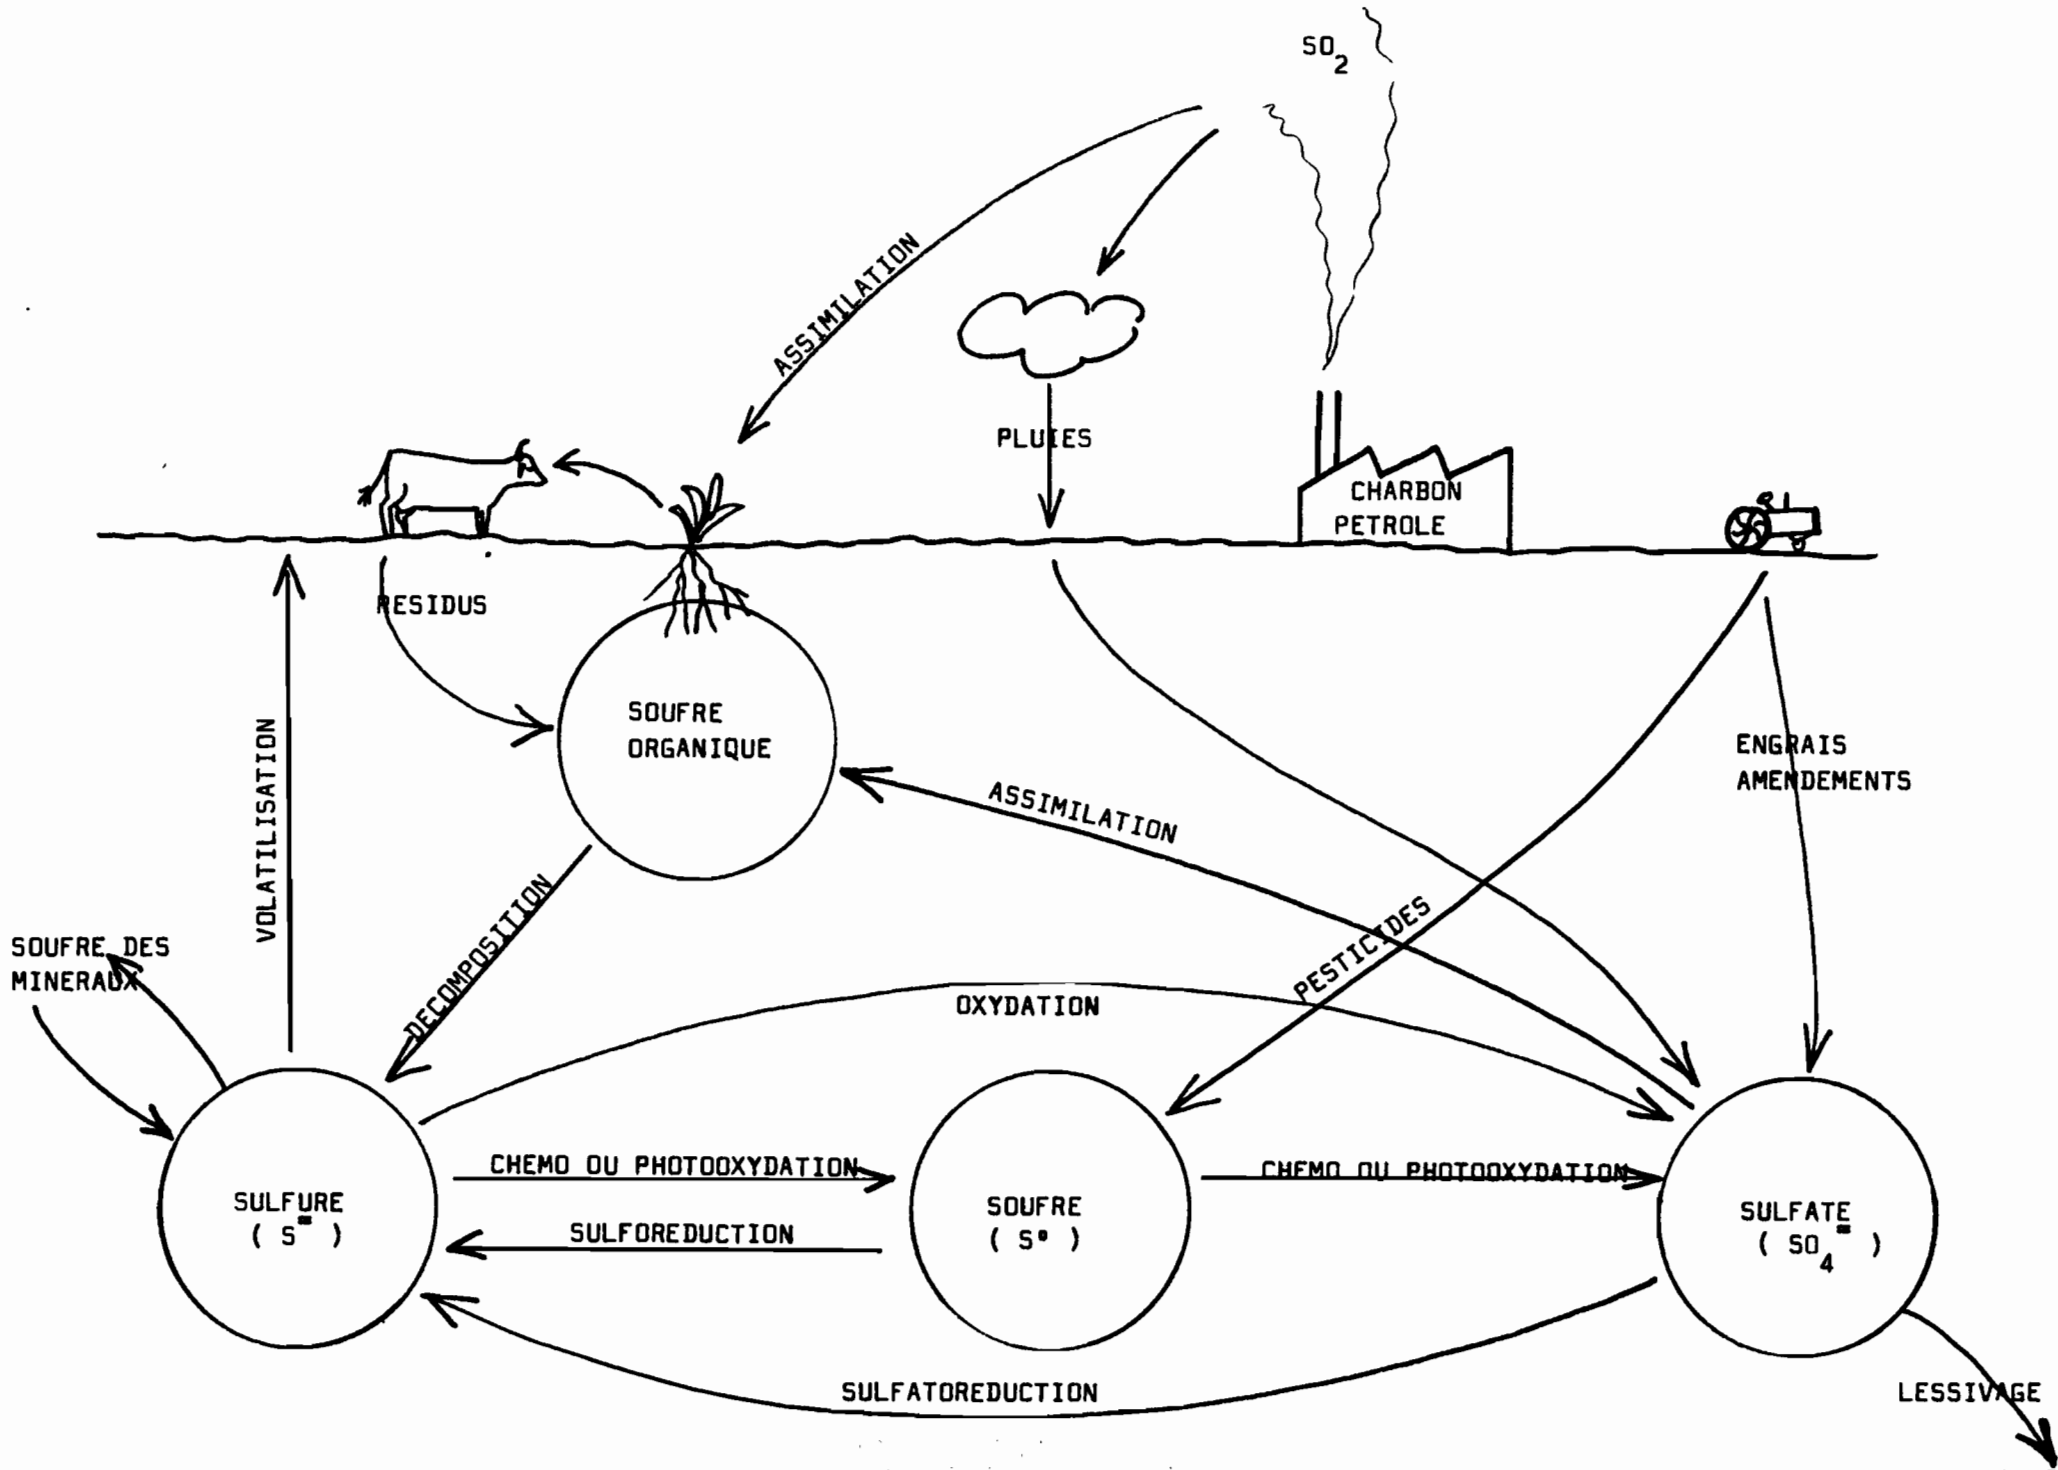 SO2
ASSIMILATION
PLUIES
CHARBON
PETROLE
RESIDUS
SOUFRE
ORGANIQUE
VOLATILISATION
ENGRAIS
AMENDEMENTS
ASSIMILATION
DECOMPOSITION
PESTICIDES
SOUFRE DES
MINERAUX
OXYDATION
CHEMO OU PHOTOOXYDATION
CHEMO OU PHOTOOXYDATION
SULFURE
( S= )
SOUFRE
( S° )
SULFATE
( SO4= )
SULFOREDUCTION
SULFATOREDUCTION
LESSIVAGE